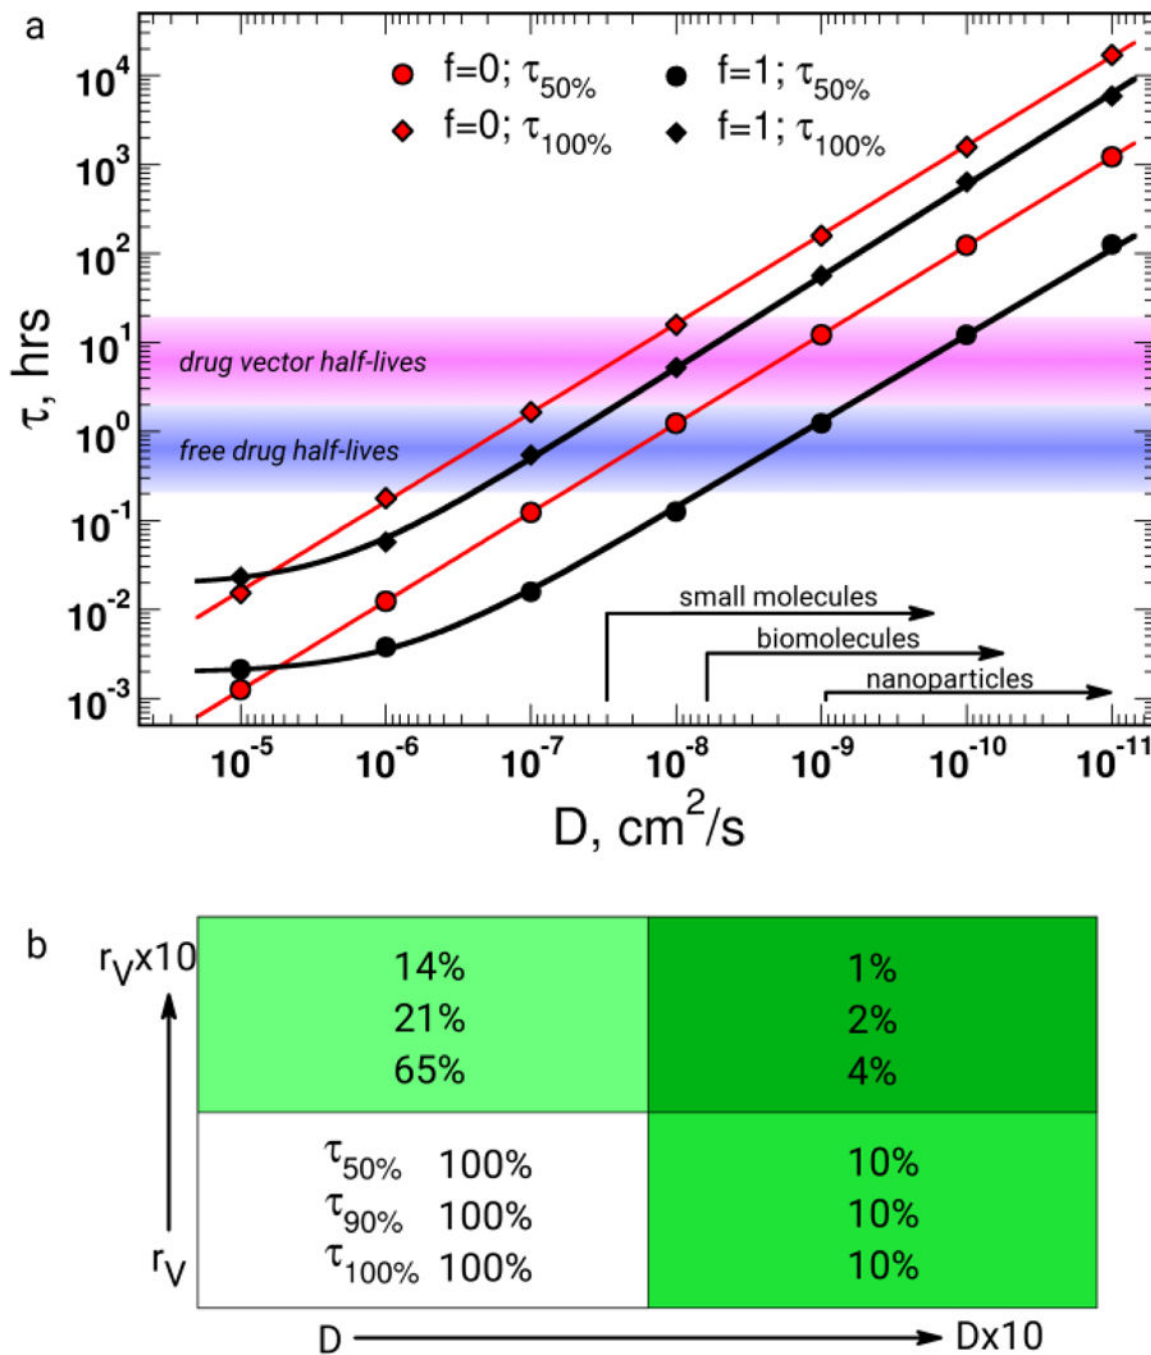 a
f=0; τ50% f=1; τ50%
f=0; τ100% f=1; τ100%
10^4
10^3
10^2
10^1
10^0
10^-1
10^-2
10^-3
τ, hrs
drug vector half-lives
free drug half-lives
small molecules
biomolecules
nanoparticles
10^-5 10^-6 10^-7 10^-8 10^-9 10^-10 10^-11
D, cm^2/s
b
rVx10
14% 1%
21% 2%
65% 4%
τ50% 100% 10%
τ90% 100% 10%
τ100% 100% 10%
rV
D Dx10